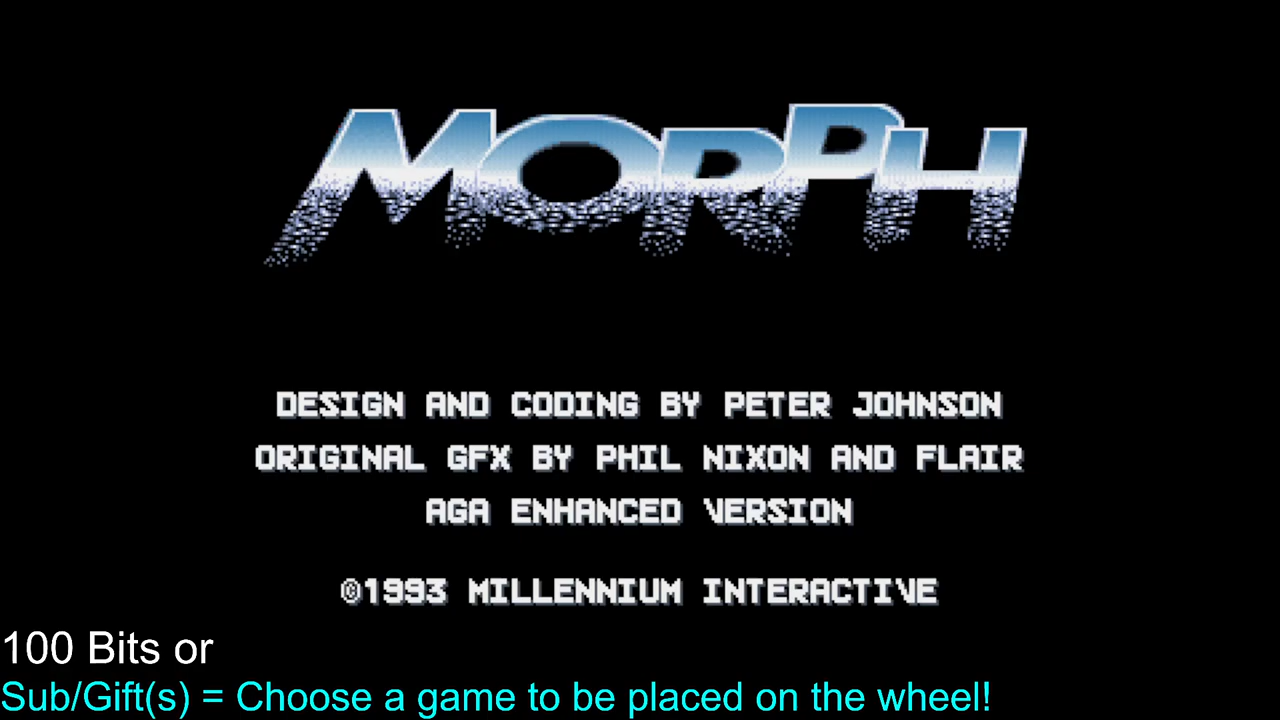 MORPH
DESIGN AND CODING BY PETER JOHNSON
ORIGINAL GFX BY PHIL NIXON AND FLAIR
AGA ENHANCED VERSION
©1993 MILLENNIUM INTERACTIVE
100 Bits or
Sub/Gift(s) = Choose a game to be placed on the wheel!